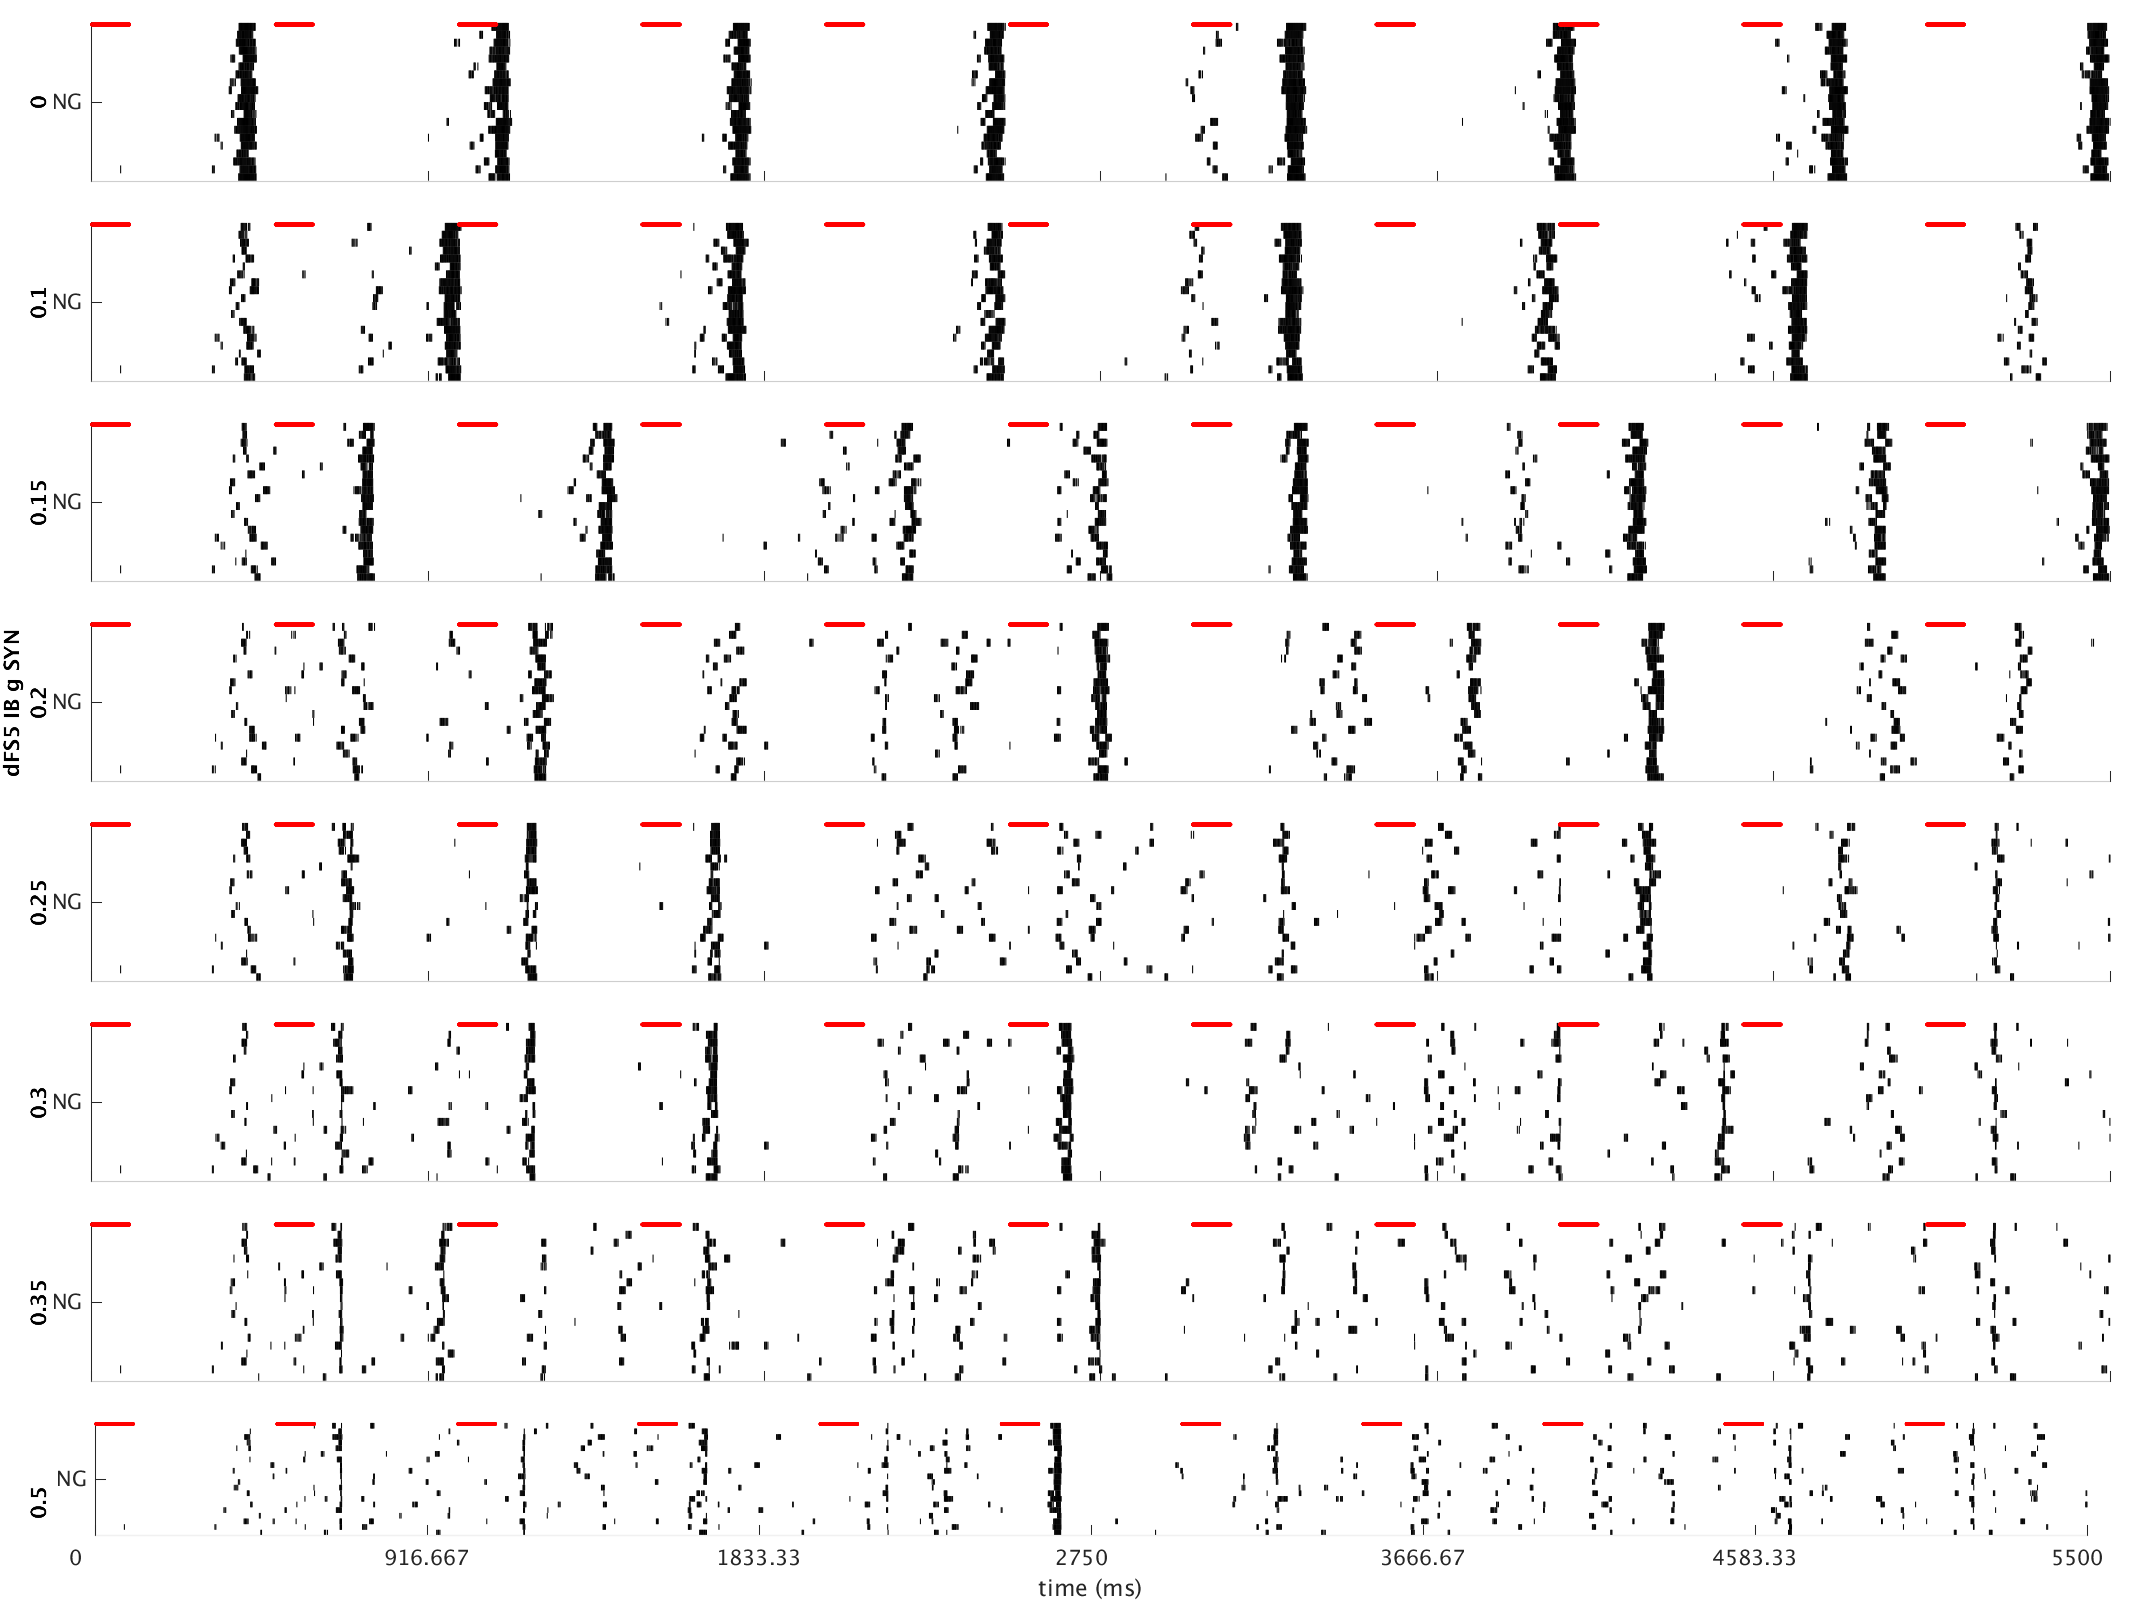 0 NG
0.1 NG
0.15 NG
dFS5 IB g SYN
0.2 NG
0.25 NG
0.3 NG
0.35 NG
0.5 NG
0 916.667 1833.33 2750 3666.67 4583.33 5500
time (ms)